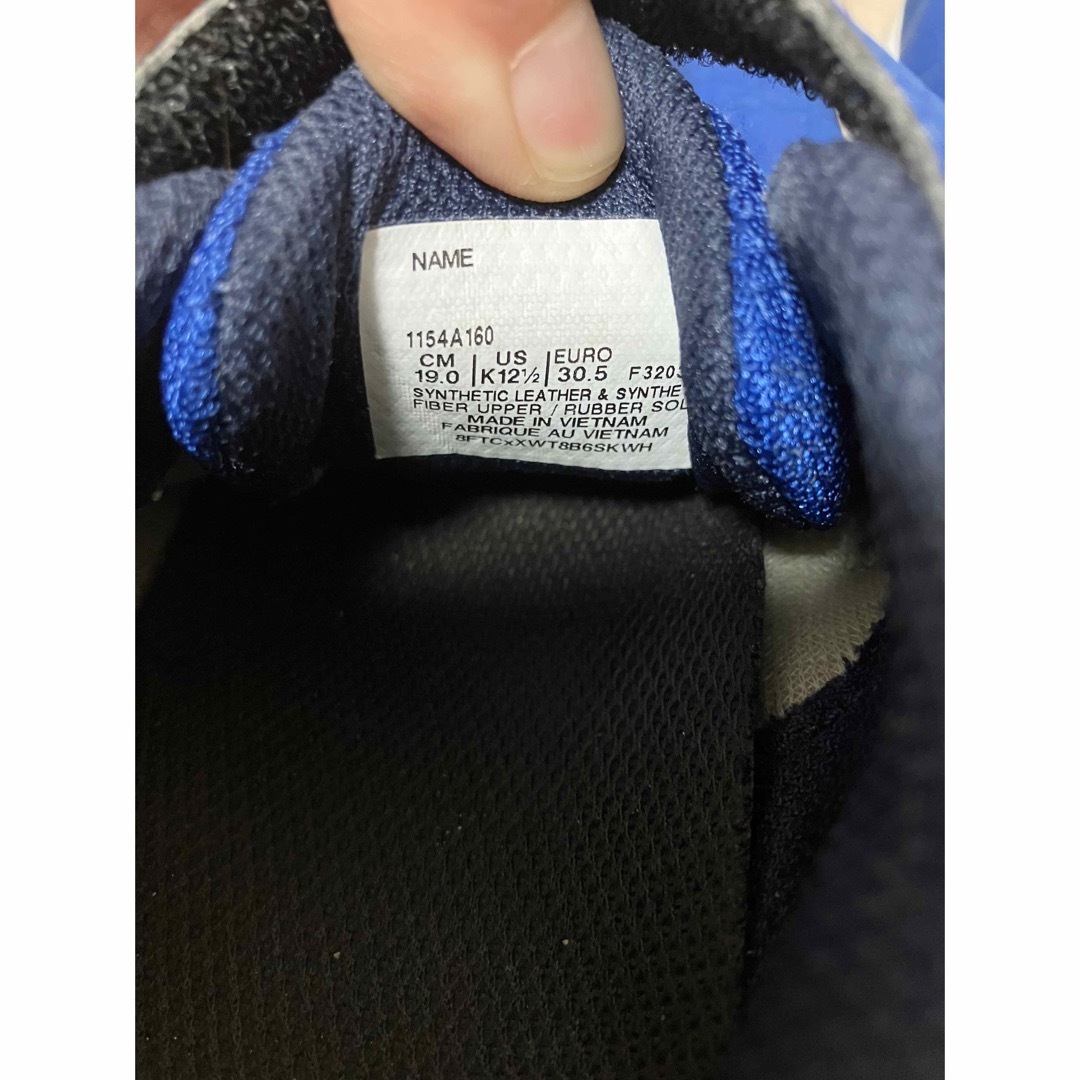 NAME
1154A160
CM | US | EURO
19.0 | K12½ | 30.5 F3203
SYNTHETIC LEATHER & SYNTHE
FIBER UPPER / RUBBER SOL
MADE IN VIETNAM
FABRIQUE AU VIETNAM
8FTCxXWT8B6SKWH